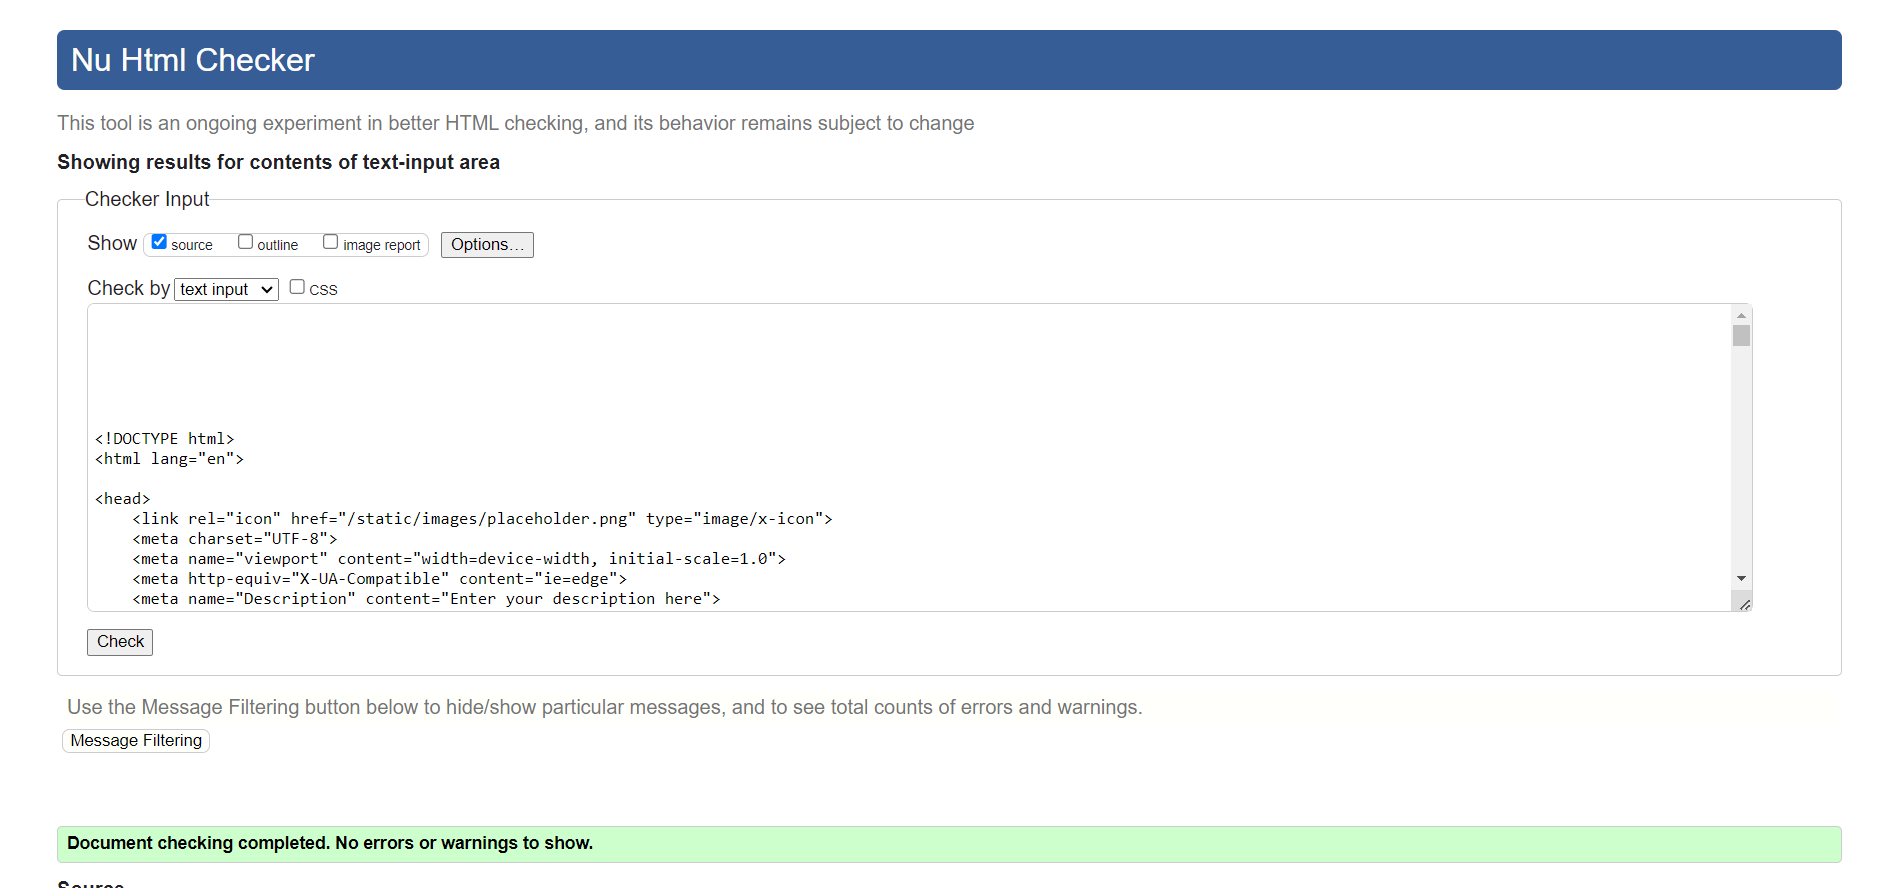 Nu Html Checker
This tool is an ongoing experiment in better HTML checking, and its behavior remains subject to change
Showing results for contents of text-input area
Checker Input
Show source outline image report Options...
Check by text input CSS
<!DOCTYPE html>
<html lang="en">
<head>
<link rel="icon" href="/static/images/placeholder.png" type="image/x-icon">
<meta charset="UTF-8">
<meta name="viewport" content="width=device-width, initial-scale=1.0">
<meta http-equiv="X-UA-Compatible" content="ie=edge">
<meta name="Description" content="Enter your description here">
Check
Use the Message Filtering button below to hide/show particular messages, and to see total counts of errors and warnings.
Message Filtering
Document checking completed. No errors or warnings to show.
Source